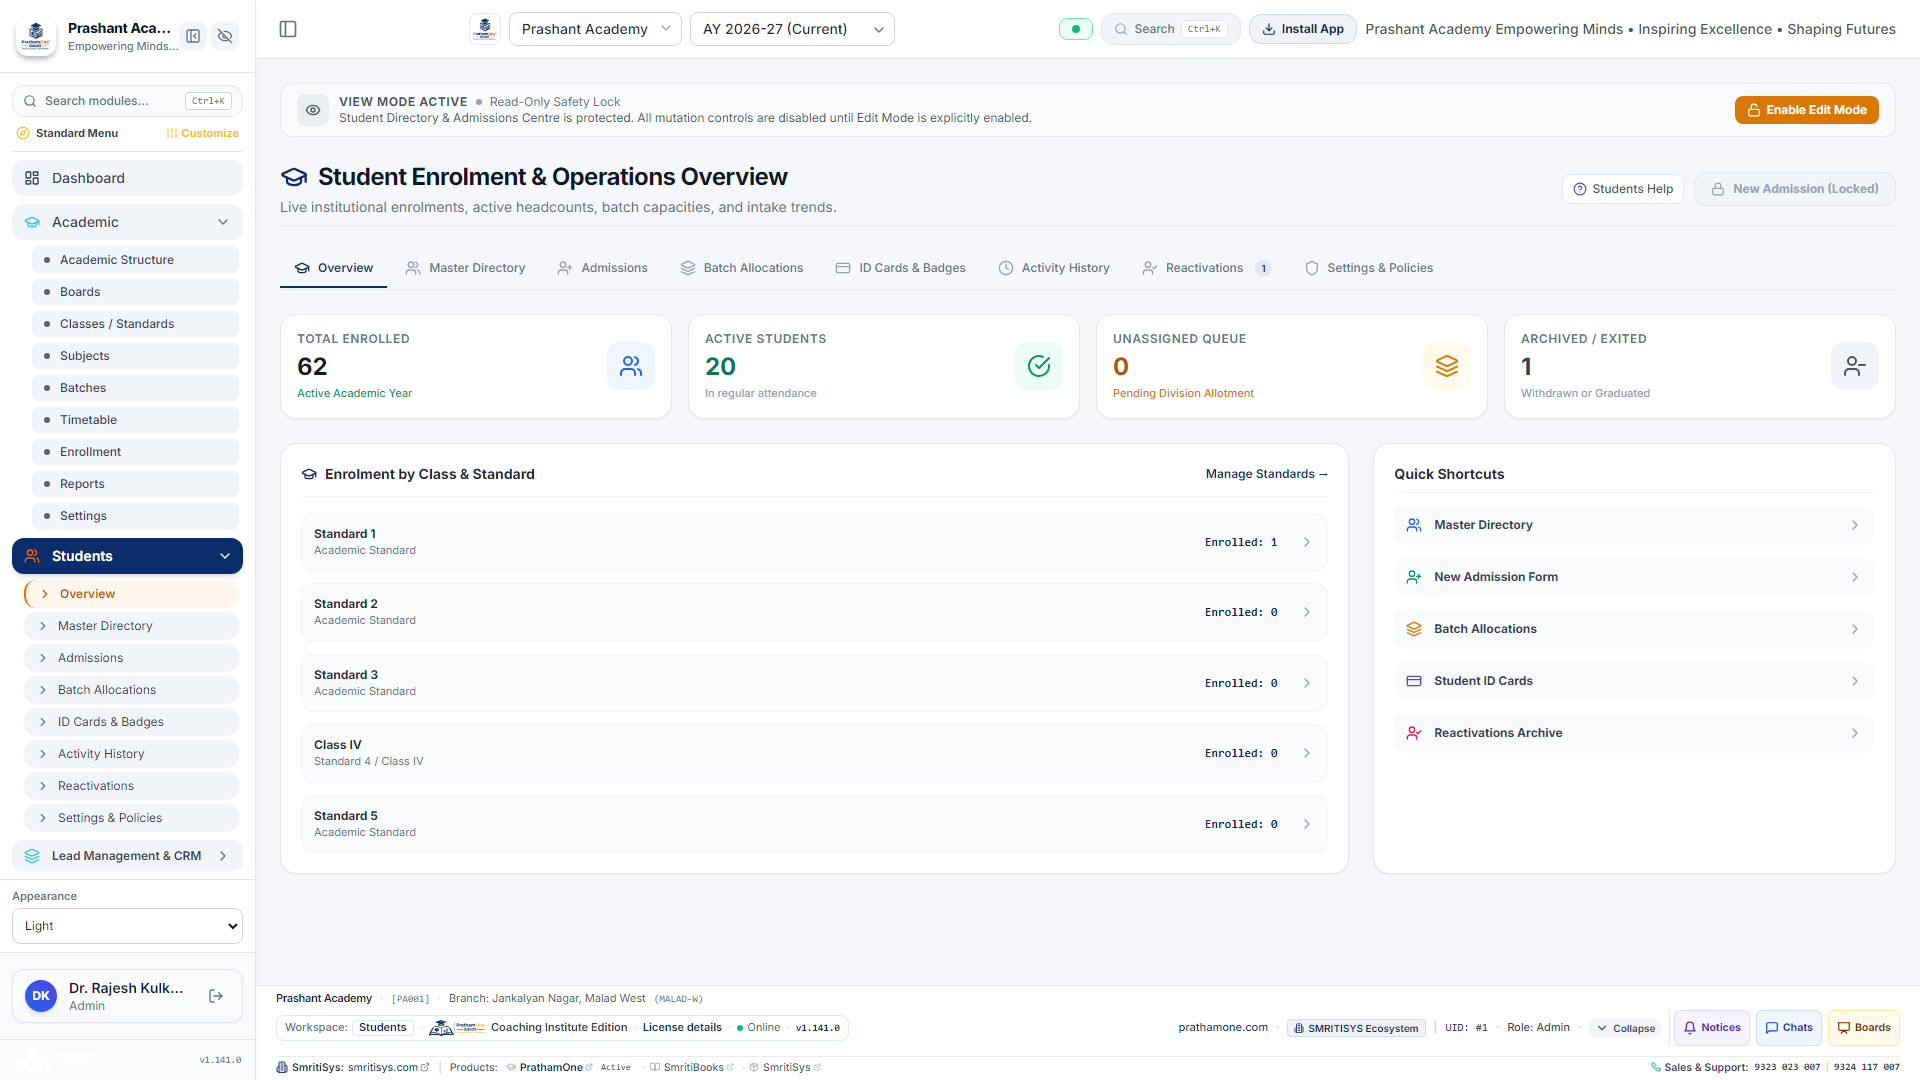 Prashant Aca...
Empowering Minds...
Search modules...
Ctrl+K
Standard Menu
Customize
Dashboard
Academic
Academic Structure
Boards
Classes / Standards
Subjects
Batches
Timetable
Enrollment
Reports
Settings
Students
Overview
Master Directory
Admissions
Batch Allocations
ID Cards & Badges
Activity History
Reactivations
Settings & Policies
Lead Management & CRM
Appearance
Light
DK
Dr. Rajesh Kulk...
Admin
v1.141.0
Prashant Academy
AY 2026-27 (Current)
Search
Ctrl+K
Install App
Prashant Academy Empowering Minds • Inspiring Excellence • Shaping Futures
VIEW MODE ACTIVE
Read-Only Safety Lock
Student Directory & Admissions Centre is protected. All mutation controls are disabled until Edit Mode is explicitly enabled.
Enable Edit Mode
Student Enrolment & Operations Overview
Live institutional enrolments, active headcounts, batch capacities, and intake trends.
Students Help
New Admission (Locked)
Overview
Master Directory
Admissions
Batch Allocations
ID Cards & Badges
Activity History
Reactivations 1
Settings & Policies
TOTAL ENROLLED
62
Active Academic Year
ACTIVE STUDENTS
20
In regular attendance
UNASSIGNED QUEUE
0
Pending Division Allotment
ARCHIVED / EXITED
1
Withdrawn or Graduated
Enrolment by Class & Standard
Manage Standards →
Standard 1
Academic Standard
Enrolled: 1
Standard 2
Academic Standard
Enrolled: 0
Standard 3
Academic Standard
Enrolled: 0
Class IV
Standard 4 / Class IV
Enrolled: 0
Standard 5
Academic Standard
Enrolled: 0
Quick Shortcuts
Master Directory
New Admission Form
Batch Allocations
Student ID Cards
Reactivations Archive
Prashant Academy · [PA001] · Branch: Jankalyan Nagar, Malad West (MALAD-W)
Workspace: Students · Coaching Institute Edition · License details · Online · v1.141.0
prathamone.com · SMRITISYS Ecosystem | UID: #1 · Role: Admin · Collapse
Notices
Chats
Boards
SmritiSys: smritisys.com | Products: PrathamOne Active · SmritiBooks · SmritiSys
Sales & Support: 9323 023 007 | 9324 117 007